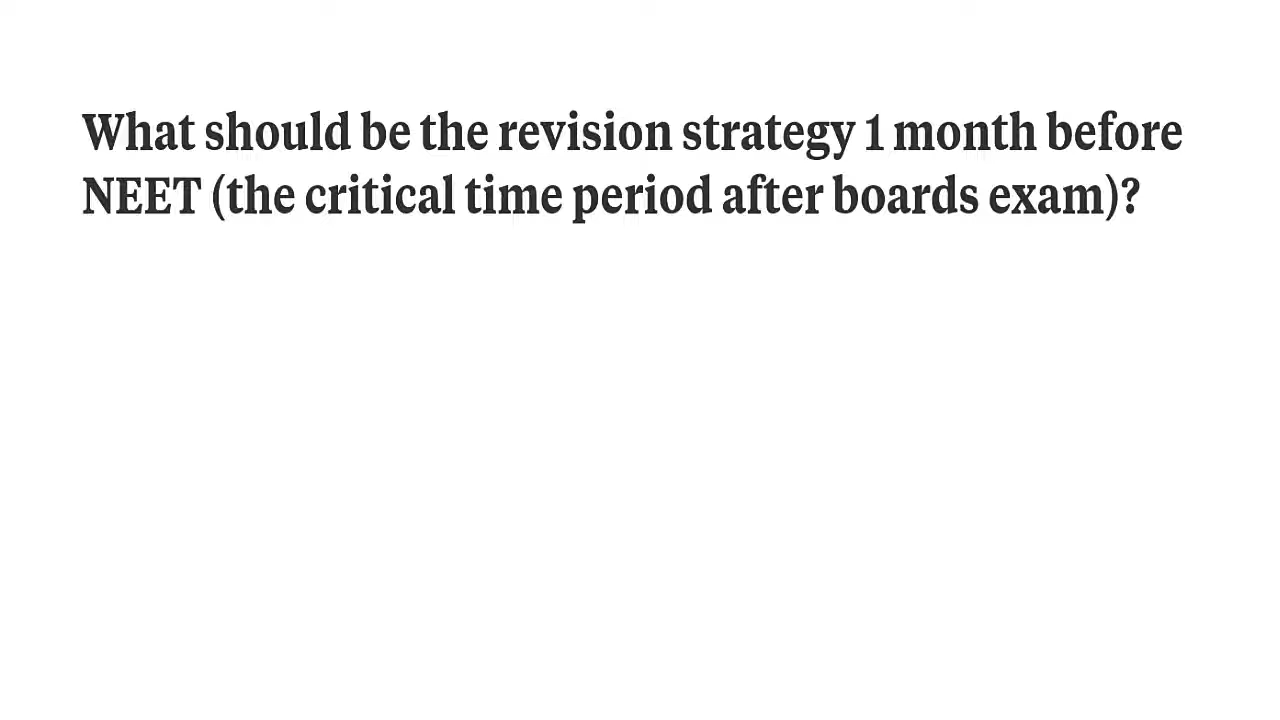 What should be the revision strategy 1 month before
NEET (the critical time period after boards exam)?